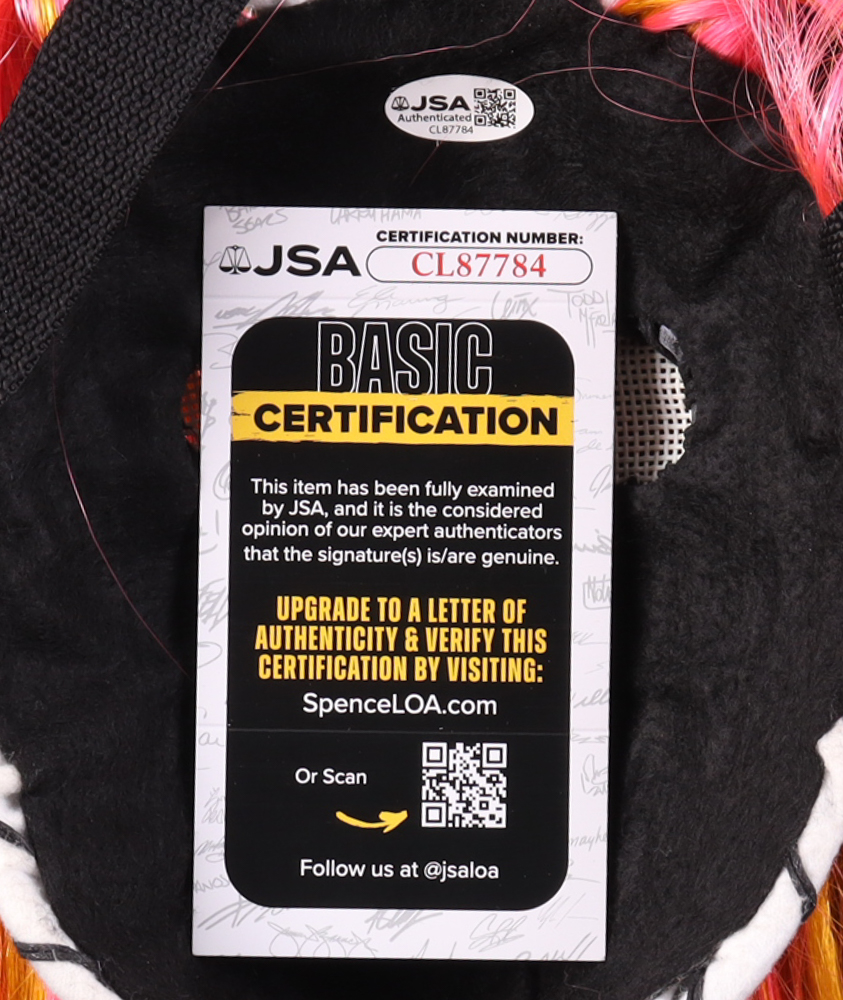 JSA
Authenticated
CL87784
CERTIFICATION NUMBER:
JSA
CL87784
BASIC
CERTIFICATION
This item has been fully examined
by JSA, and it is the considered
opinion of our expert authenticators
that the signature(s) is/are genuine.
UPGRADE TO A LETTER OF
AUTHENTICITY & VERIFY THIS
CERTIFICATION BY VISITING:
SpenceLOA.com
Or Scan
Follow us at @jsaloa